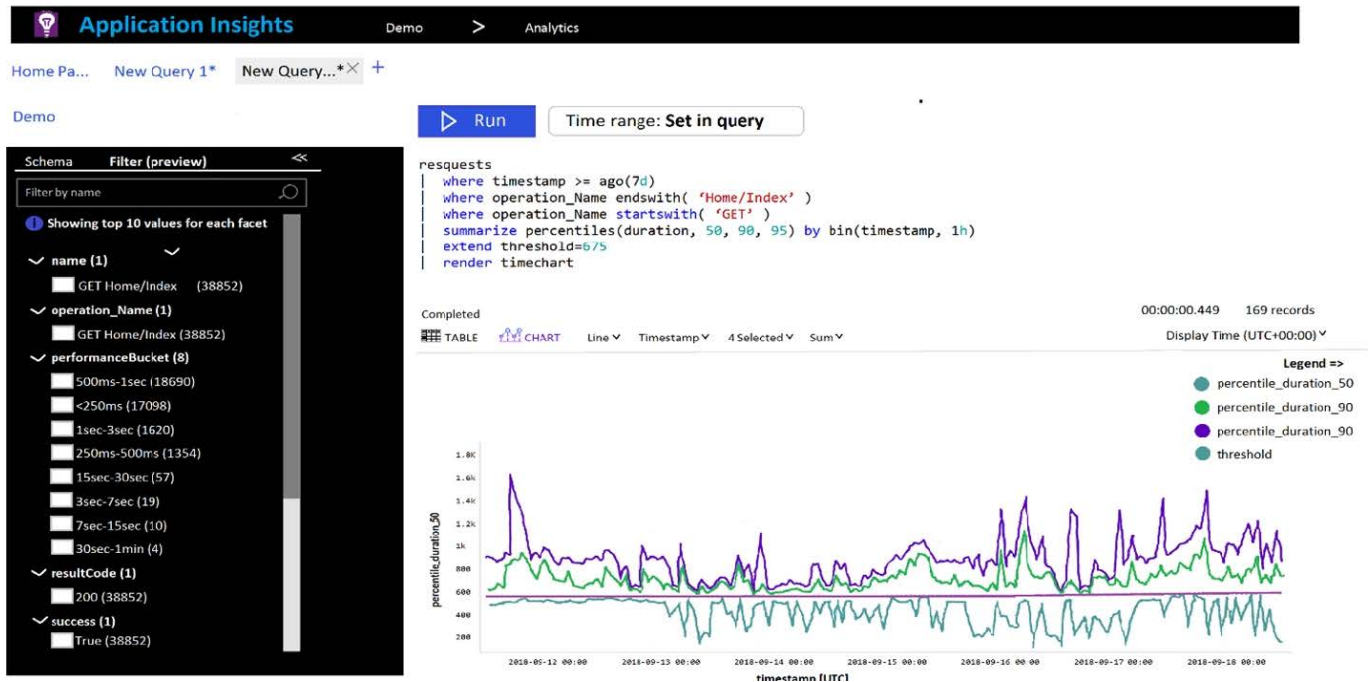 Application Insights Demo > Analytics
Home Pa... New Query 1* New Query...*× +
Demo
Run Time range: Set in query
Schema Filter (preview) <<
Filter by name
Showing top 10 values for each facet
name (1)
GET Home/Index (38852)
operation_Name (1)
GET Home/Index (38852)
performanceBucket (8)
500ms-1sec (18690)
<250ms (17098)
1sec-3sec (1620)
250ms-500ms (1354)
15sec-30sec (57)
3sec-7sec (19)
7sec-15sec (10)
30sec-1min (4)
resultCode (1)
200 (38852)
success (1)
True (38852)
resquests
| where timestamp >= ago(7d)
| where operation_Name endswith( ‘Home/Index’ )
| where operation_Name startswith( ‘GET’ )
| summarize percentiles(duration, 50, 90, 95) by bin(timestamp, 1h)
| extend threshold=675
| render timechart
Completed 00:00:00.449 169 records
TABLE CHART Line Timestamp 4 Selected Sum Display Time (UTC+00:00)
Legend =>
percentile_duration_50
percentile_duration_90
percentile_duration_90
threshold
percentile_duration_50
1.8K
1.6k
1.4k
1.2k
1k
800
600
400
200
2018-09-12 00:00 2018-09-13 00:00 2018-09-14 00:00 2018-09-15 00:00 2018-09-16 00 00 2018-09-17 00:00 2018-09-18 00:00
timestamp [UTC]